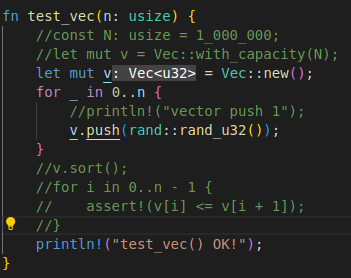 fn test_vec(n: usize) {
    //const N: usize = 1_000_000;
    //let mut v = Vec::with_capacity(N);
    let mut v: Vec<u32> = Vec::new();
    for _ in 0..n {
        //println!("vector push 1");
        v.push(rand::rand_u32());
    }
    //v.sort();
    //for i in 0..n - 1 {
    //    assert!(v[i] <= v[i + 1]);
    //}
    println!("test_vec() OK!");
}